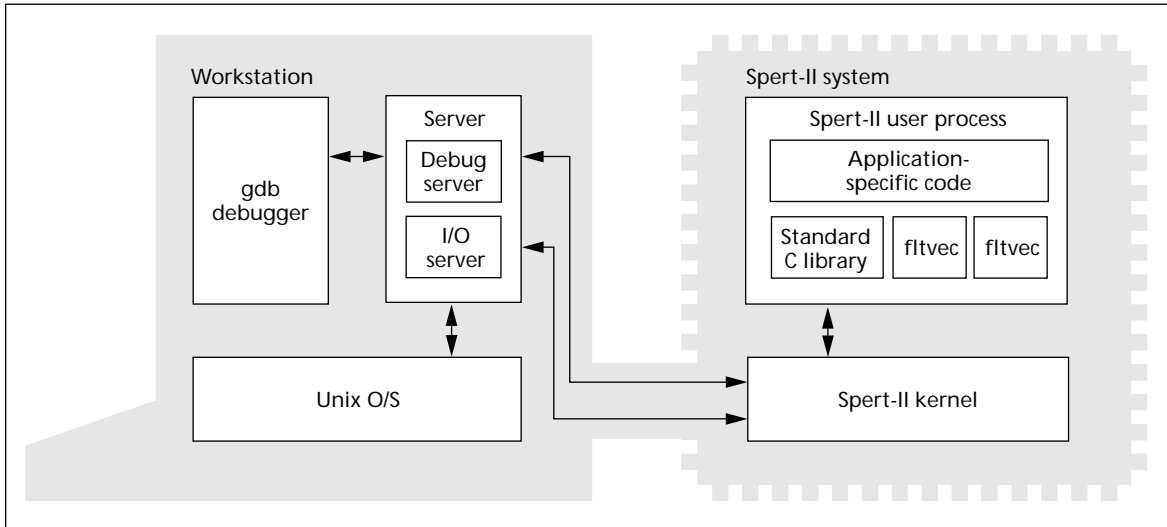 Workstation
gdb
debugger
Server
Debug
server
I/O
server
Unix O/S
Spert-II system
Spert-II user process
Application-
specific code
Standard
C library
fltvec
fltvec
Spert-II kernel